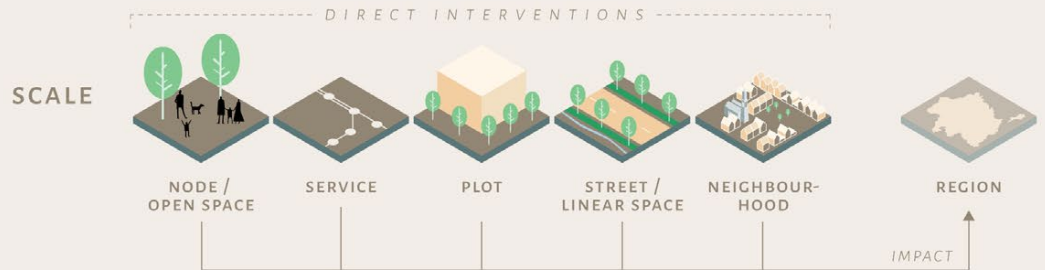 DIRECT INTERVENTIONS
SCALE
NODE /
OPEN SPACE
SERVICE
PLOT
STREET /
LINEAR SPACE
NEIGHBOUR-
HOOD
REGION
IMPACT